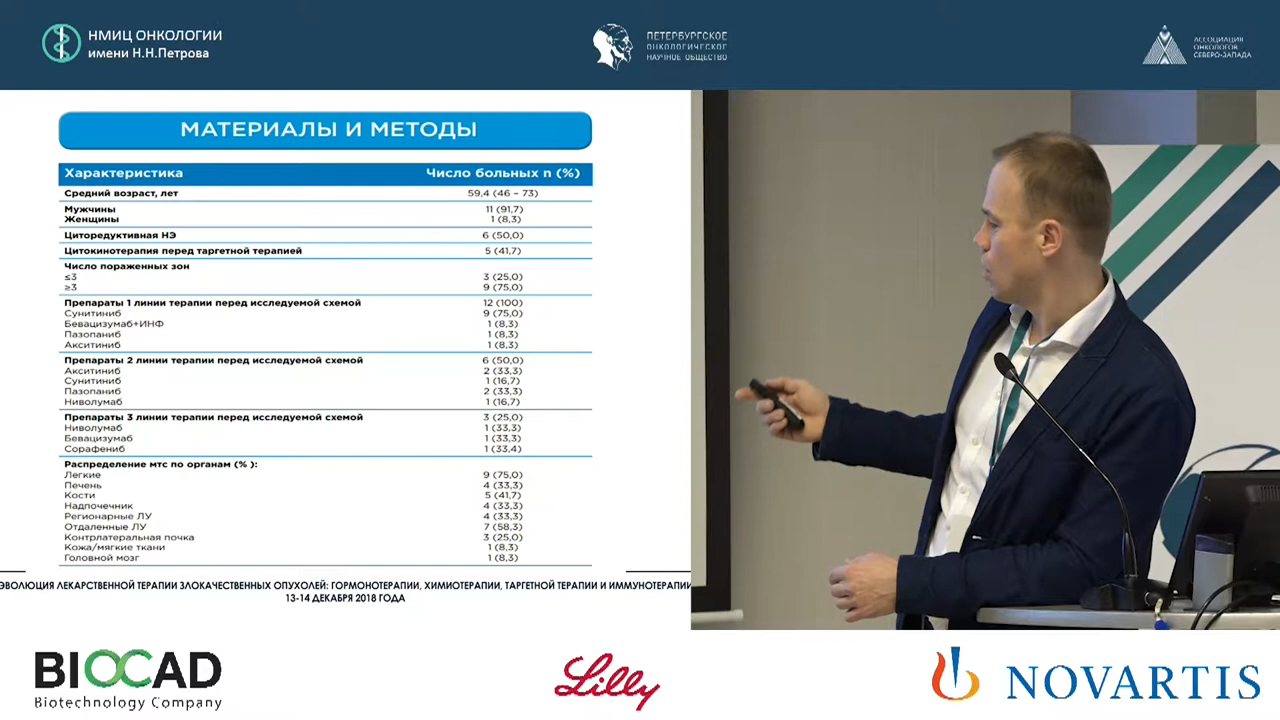 НМИЦ ОНКОЛОГИИ
имени Н.Н.Петрова
ПЕТЕРБУРГСКОЕ
ОНКОЛОГИЧЕСКОЕ
НАУЧНОЕ ОБЩЕСТВО
АССОЦИАЦИЯ
ОНКОЛОГОВ
СЕВЕРО-ЗАПАДА
МАТЕРИАЛЫ И МЕТОДЫ
Характеристика Число больных n (%)
Средний возраст, лет 59.4 (46 – 73)
Мужчины 11 (91,7)
Женщины 1 (8,3)
Циторедуктивная НЭ 6 (50,0)
Цитокинотерапия перед таргетной терапией 5 (41,7)
Число пораженных зон
≤3 3 (25.0)
≥3 9 (75,0)
Препараты 1 линии терапии перед исследуемой схемой 12 (100)
Сунитиниб 9 (75,0)
Бевацизумаб+ИНФ 1 (8,3)
Пазопаниб 1 (8,3)
Акситиниб 1 (8,3)
Препараты 2 линии терапии перед исследуемой схемой 6 (50,0)
Акситиниб 2 (33,3)
Сунитиниб 1 (16,7)
Пазопаниб 2 (33,3)
Ниволумаб 1 (16,7)
Препараты 3 линии терапии перед исследуемой схемой 3 (25.0)
Ниволумаб 1 (33,3)
Бевацизумаб 1 (33,3)
Сорафениб 1 (33,4)
Распределение мтс по органам (% ):
Легкие 9 (75,0)
Печень 4 (33,3)
Кости 5 (41,7)
Надпочечник 4 (33,3)
Регионарные ЛУ 4 (33,3)
Отдаленные ЛУ 7 (58,3)
Контрлатеральная почка 3 (25,0)
Кожа/мягкие ткани 1 (8,3)
Головной мозг 1 (8,3)
ЭВОЛЮЦИЯ ЛЕКАРСТВЕННОЙ ТЕРАПИИ ЗЛОКАЧЕСТВЕННЫХ ОПУХОЛЕЙ: ГОРМОНОТЕРАПИИ, ХИМИОТЕРАПИИ, ТАРГЕТНОЙ ТЕРАПИИ И ИММУНОТЕРАПИИ
13-14 ДЕКАБРЯ 2018 ГОДА
BIOCAD
Biotechnology Company
Lilly
NOVARTIS